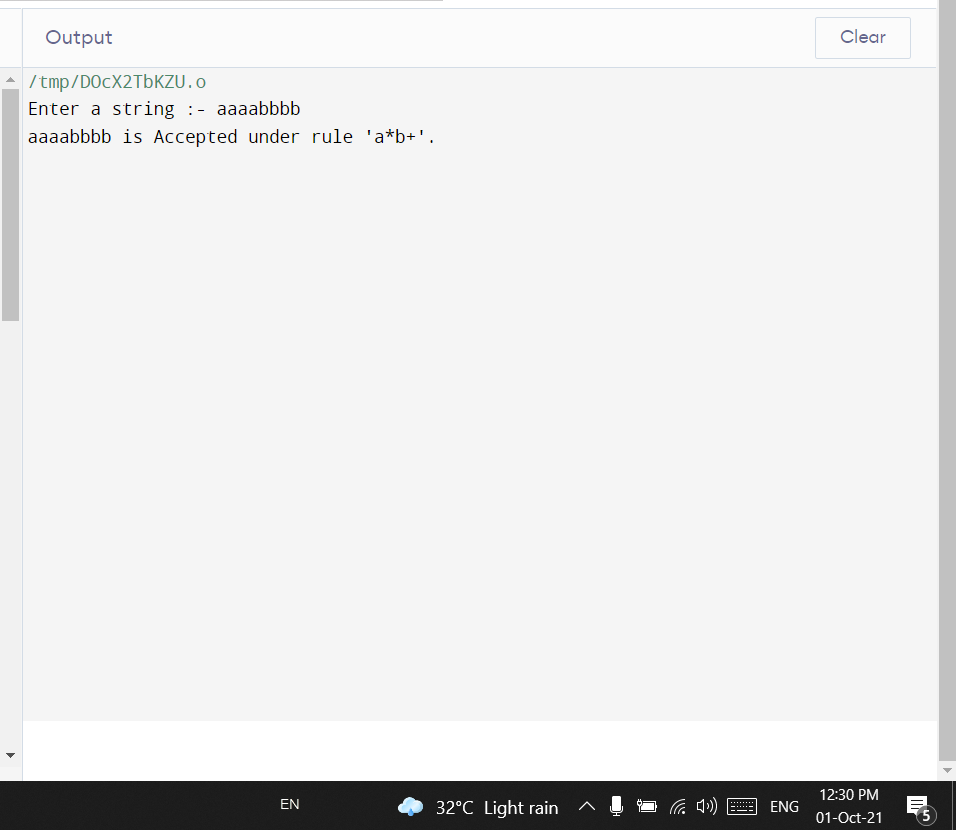 Output
Clear
/tmp/DOcX2TbKZU.o
Enter a string :- aaaabbbb
aaaabbbb is Accepted under rule 'a*b+'.
EN
32°C Light rain
ENG
12:30 PM
01-Oct-21
5